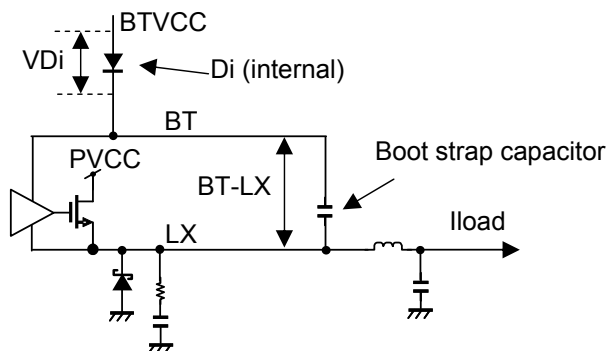 BTVCC
VDi
Di (internal)
BT
PVCC
BT-LX
Boot strap capacitor
LX
Iload